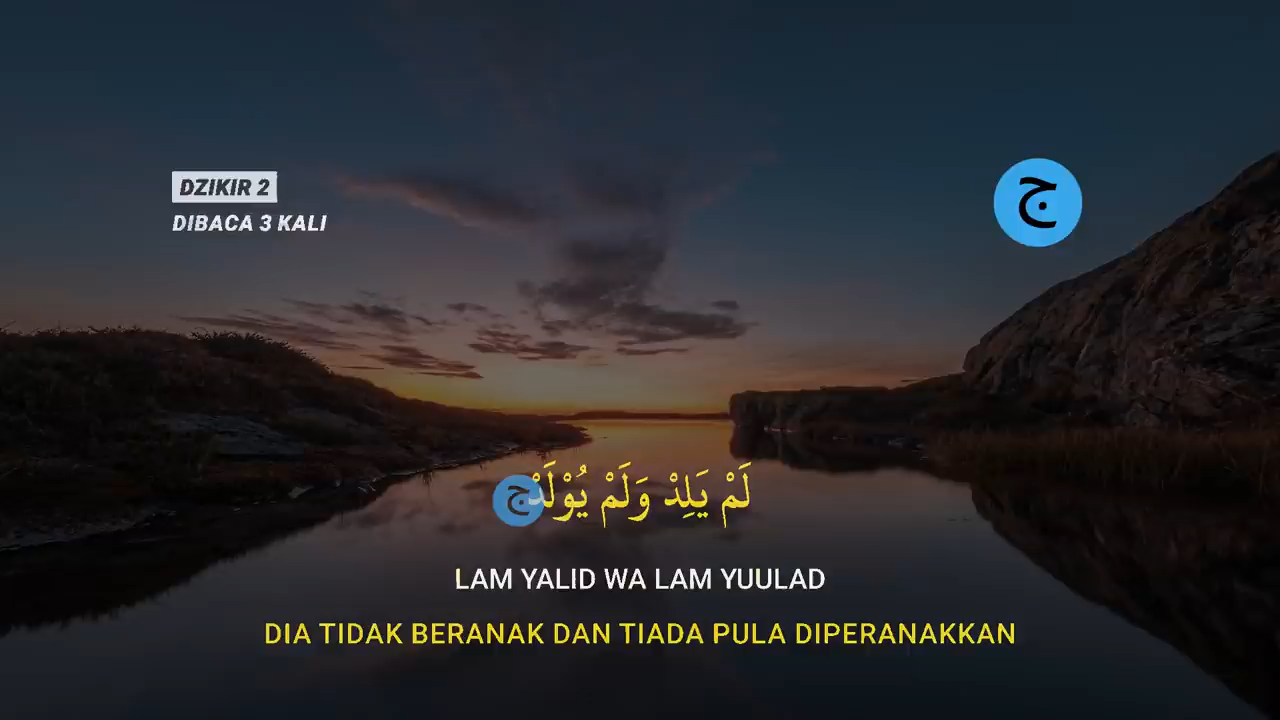 DZIKIR 2
DIBACA 3 KALI
ج
لَمْ يَلِدْ وَلَمْ يُوْلَدْ ج
LAM YALID WA LAM YUULAD
DIA TIDAK BERANAK DAN TIADA PULA DIPERANAKKAN